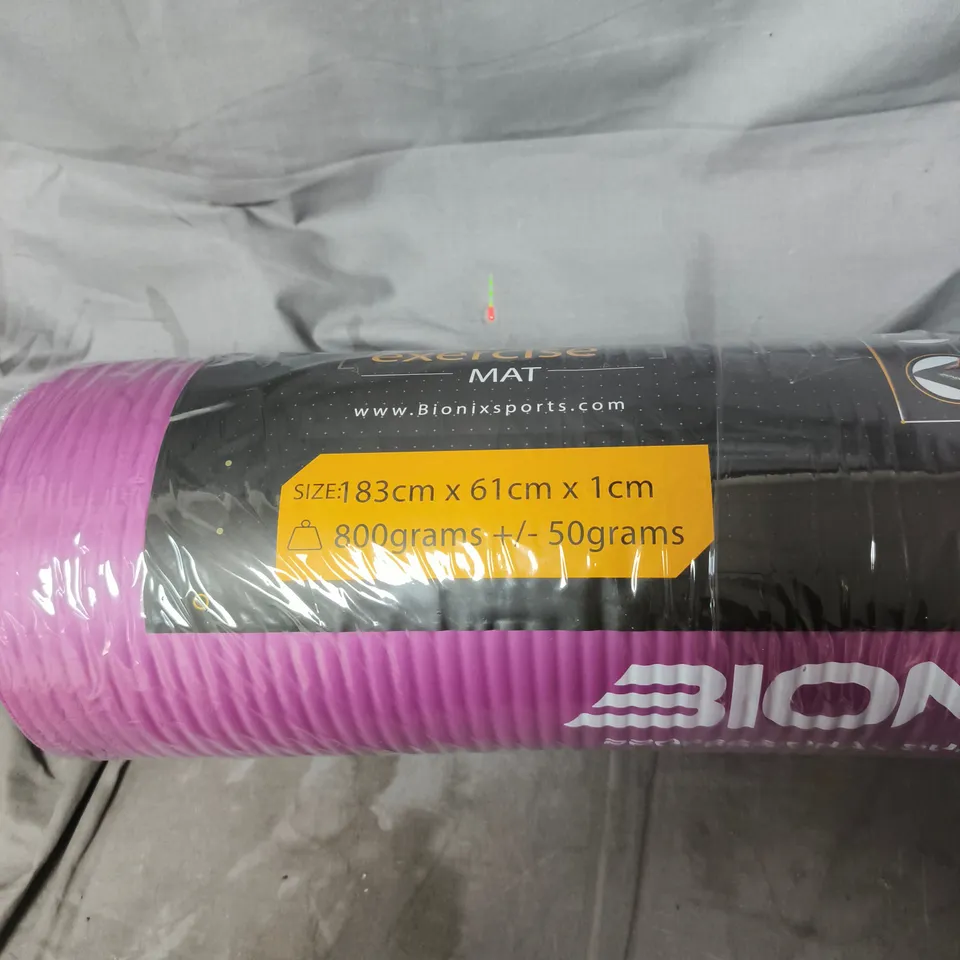 exercise
MAT
www.Bionixsports.com
SIZE:183cm x 61cm x 1cm
800grams +/- 50grams
BION